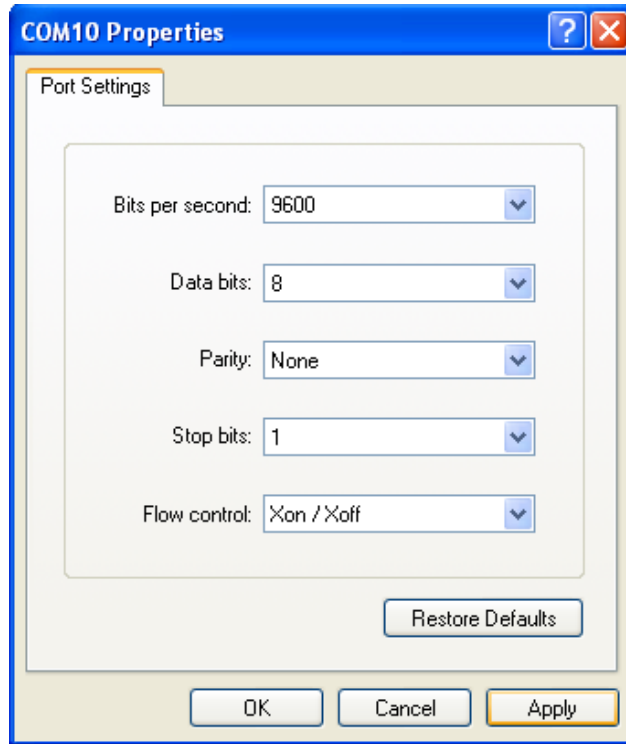 COM10 Properties
Port Settings
Bits per second: 9600
Data bits: 8
Parity: None
Stop bits: 1
Flow control: Xon / Xoff
Restore Defaults
OK Cancel Apply